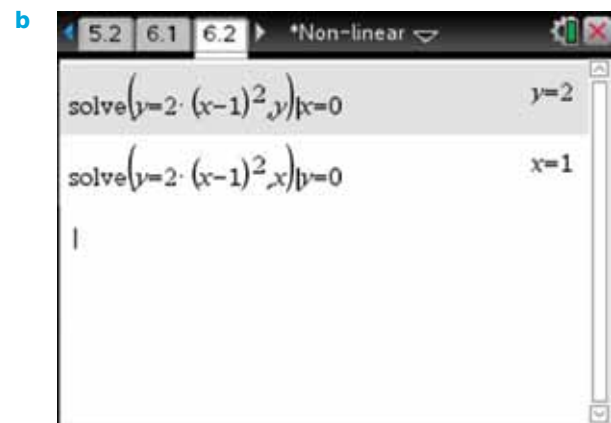 b
5.2 6.1 6.2 *Non-linear
solve(y=2·(x-1)²,y)|x=0 y=2
solve(y=2·(x-1)²,x)|y=0 x=1